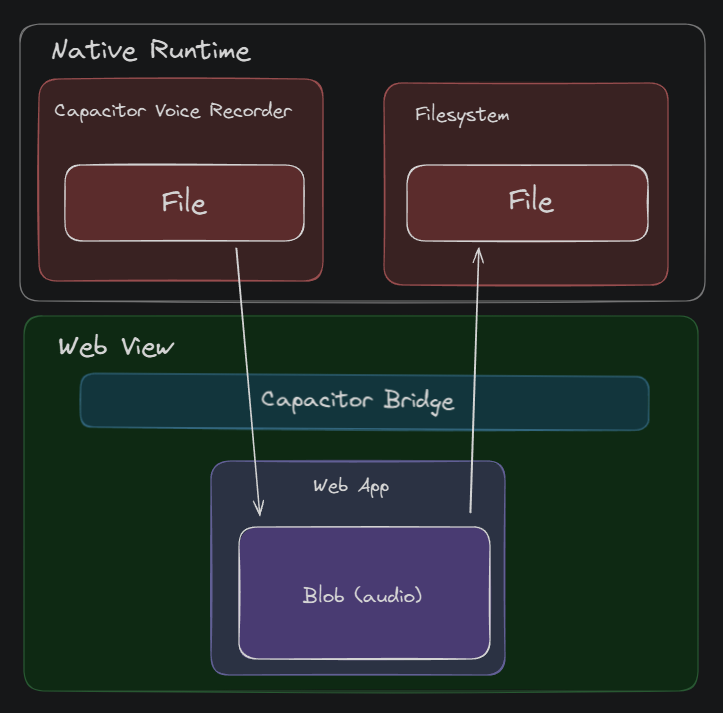 Native Runtime
Capacitor Voice Recorder
File
Filesystem
File
Web View
Capacitor Bridge
Web App
Blob (audio)